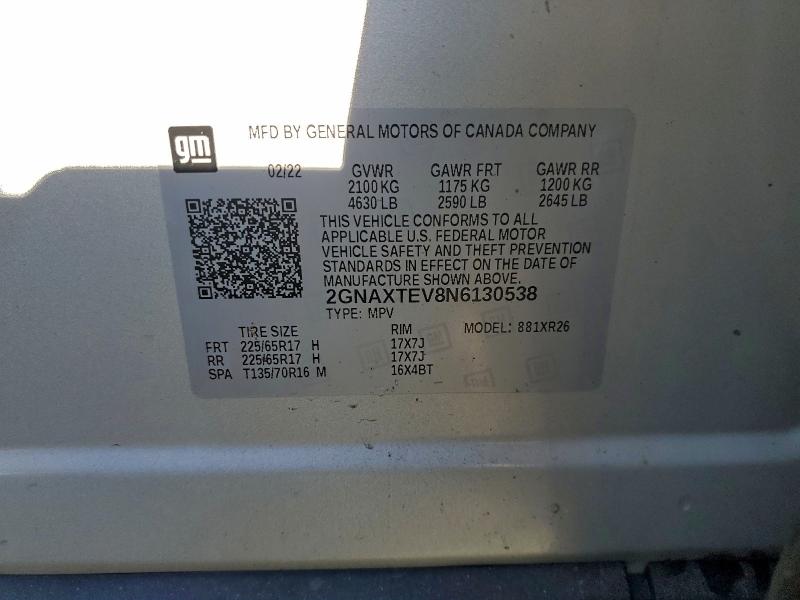 gm
MFD BY GENERAL MOTORS OF CANADA COMPANY
02/22 GVWR GAWR FRT GAWR RR
2100 KG 1175 KG 1200 KG
4630 LB 2590 LB 2645 LB
THIS VEHICLE CONFORMS TO ALL
APPLICABLE U.S. FEDERAL MOTOR
VEHICLE SAFETY AND THEFT PREVENTION
STANDARDS IN EFFECT ON THE DATE OF
MANUFACTURE SHOWN ABOVE.
2GNAXTEV8N6130538
TYPE: MPV
TIRE SIZE RIM MODEL: 881XR26
FRT 225/65R17 H 17X7J
RR 225/65R17 H 17X7J
SPA T135/70R16 M 16X4BT